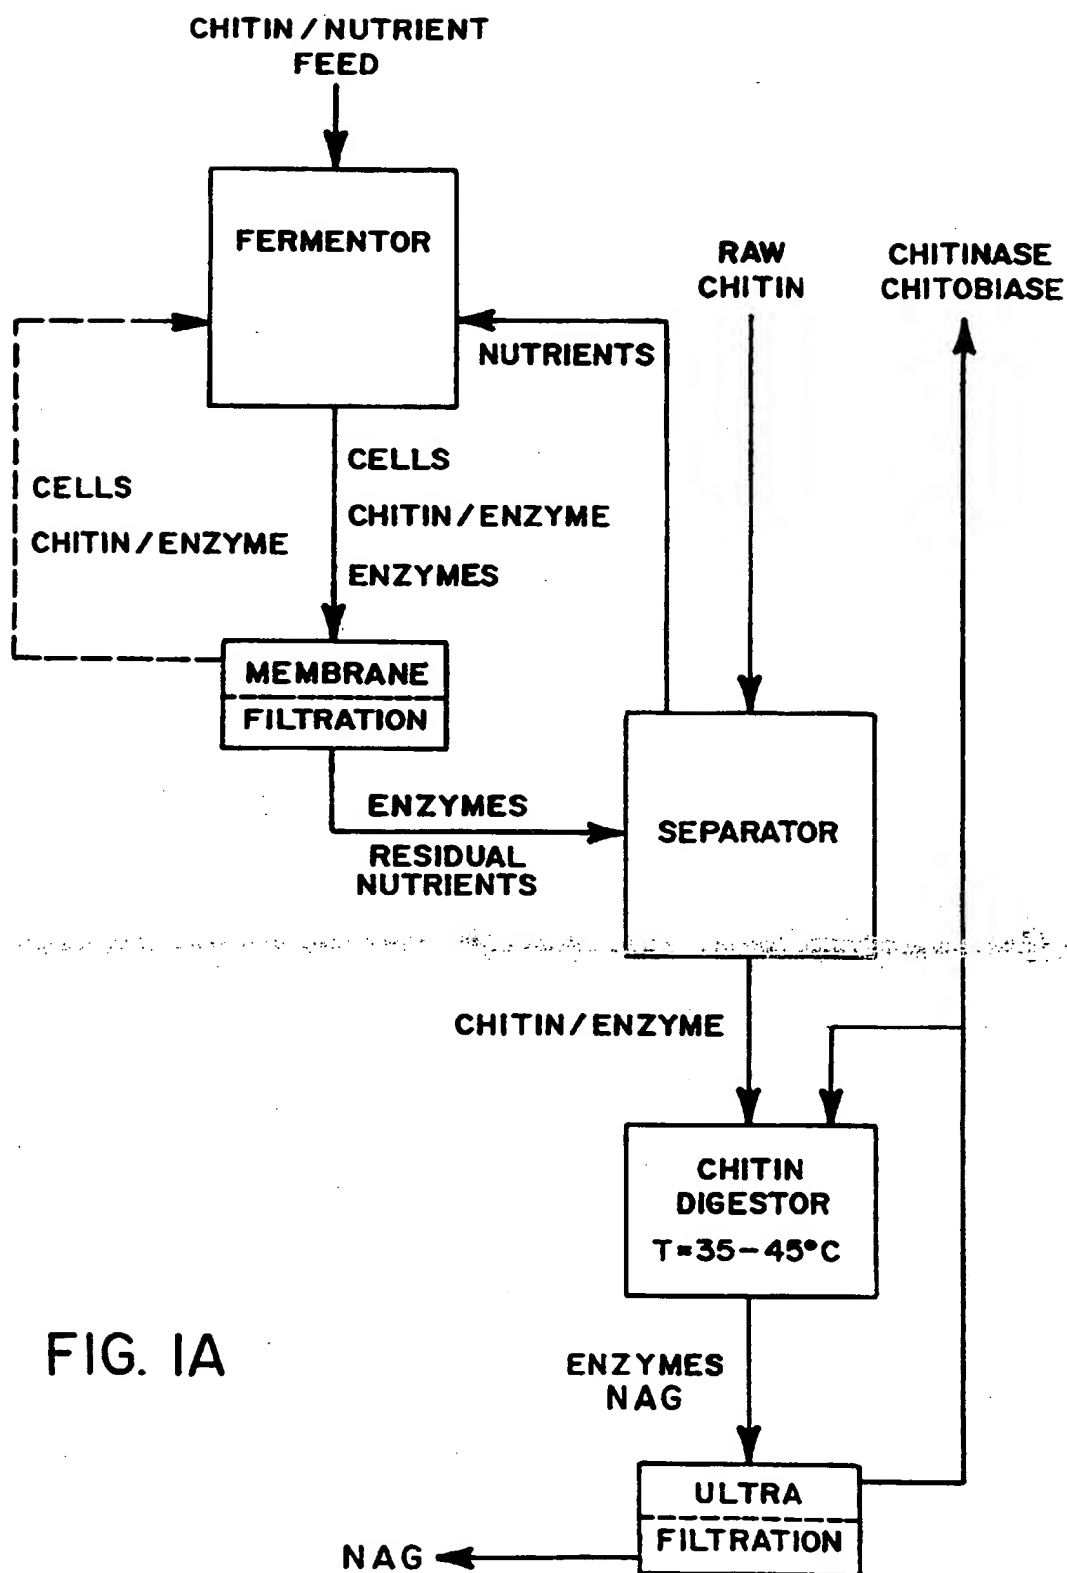 CHITIN/NUTRIENT
FEED
FERMENTOR
RAW
CHITIN
CHITINASE
CHITOBIASE
NUTRIENTS
CELLS
CHITIN/ENZYME
CELLS
CHITIN/ENZYME
ENZYMES
MEMBRANE
FILTRATION
ENZYMES
RESIDUAL
NUTRIENTS
SEPARATOR
CHITIN/ENZYME
CHITIN
DIGESTOR
T=35-45°C
FIG. 1A
ENZYMES
NAG
ULTRA
FILTRATION
NAG